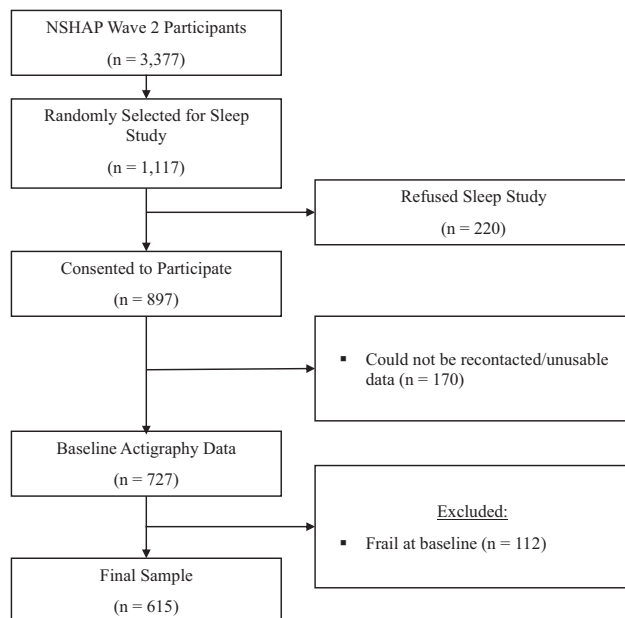 NSHAP Wave 2 Participants
(n = 3,377)
Randomly Selected for Sleep
Study
(n = 1,117)
Refused Sleep Study
(n = 220)
Consented to Participate
(n = 897)
▪ Could not be recontacted/unusable
data (n = 170)
Baseline Actigraphy Data
(n = 727)
Excluded:
▪ Frail at baseline (n = 112)
Final Sample
(n = 615)